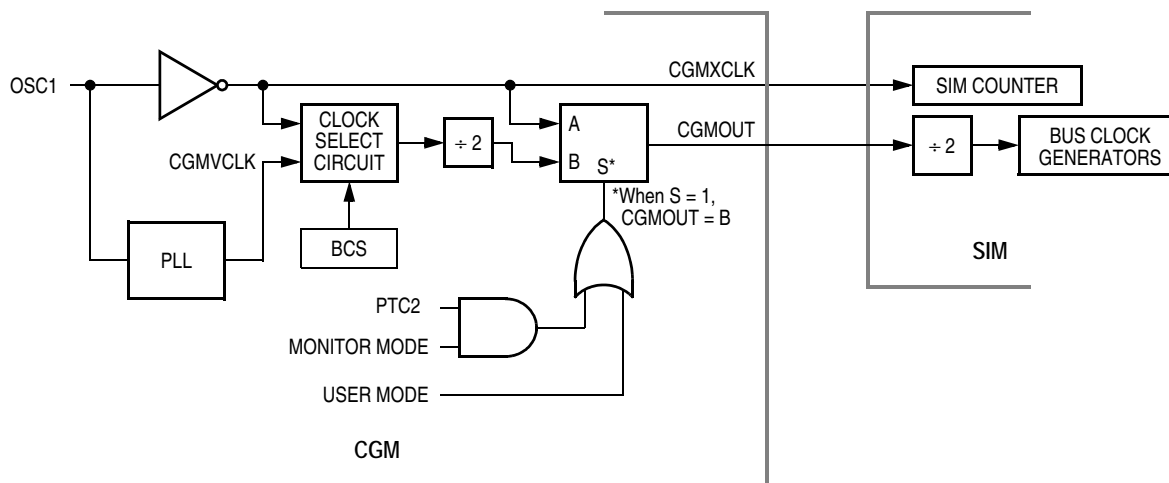 CGMXCLK
OSC1
SIM COUNTER
CLOCK
SELECT
CIRCUIT
CGMVCLK
÷ 2
A
B
S*
CGMOUT
÷ 2
BUS CLOCK
GENERATORS
*When S = 1,
CGMOUT = B
PLL
BCS
SIM
PTC2
MONITOR MODE
USER MODE
CGM